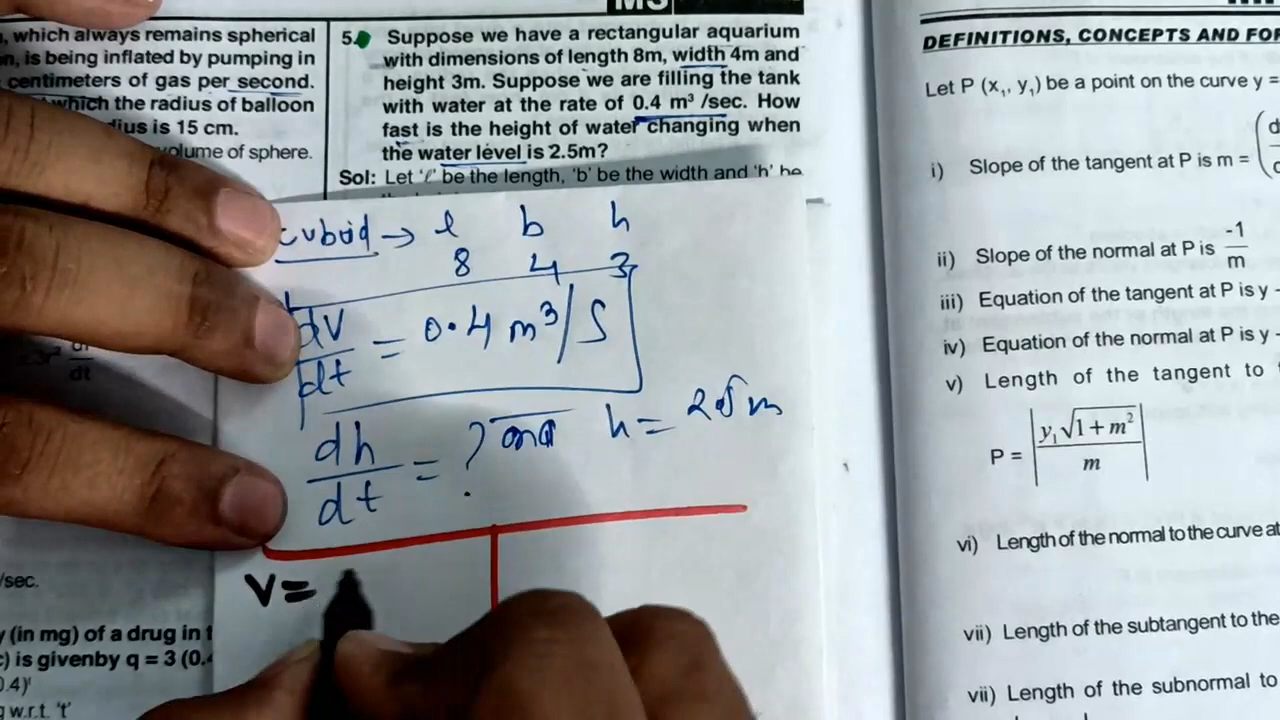 MS
, which always remains spherical
n, is being inflated by pumping in
centimeters of gas per second.
which the radius of balloon
dius is 15 cm.
volume of sphere.
5. Suppose we have a rectangular aquarium
with dimensions of length 8m, width 4m and
height 3m. Suppose we are filling the tank
with water at the rate of 0.4 m³ /sec. How
fast is the height of water changing when
the water level is 2.5m?
Sol: Let 'ℓ' be the length, 'b' be the width and 'h' be
cuboid → l b h
8 4 3
dV/dt = 0.4 m³/s
dh/dt = ?
h = 2.5 m
V =
dt
/sec.
y (in mg) of a drug in t
c) is givenby q = 3 (0.4
0.4)
g w.r.t. 't'
DEFINITIONS, CONCEPTS AND FOR
Let P (x₁, y₁) be a point on the curve y =
i) Slope of the tangent at P is m = (d
ii) Slope of the normal at P is -1/m
iii) Equation of the tangent at P is y -
iv) Equation of the normal at P is y -
v) Length of the tangent to
P = |y₁√1+m²/m|
vi) Length of the normal to the curve at
vii) Length of the subtangent to the
vii) Length of the subnormal to